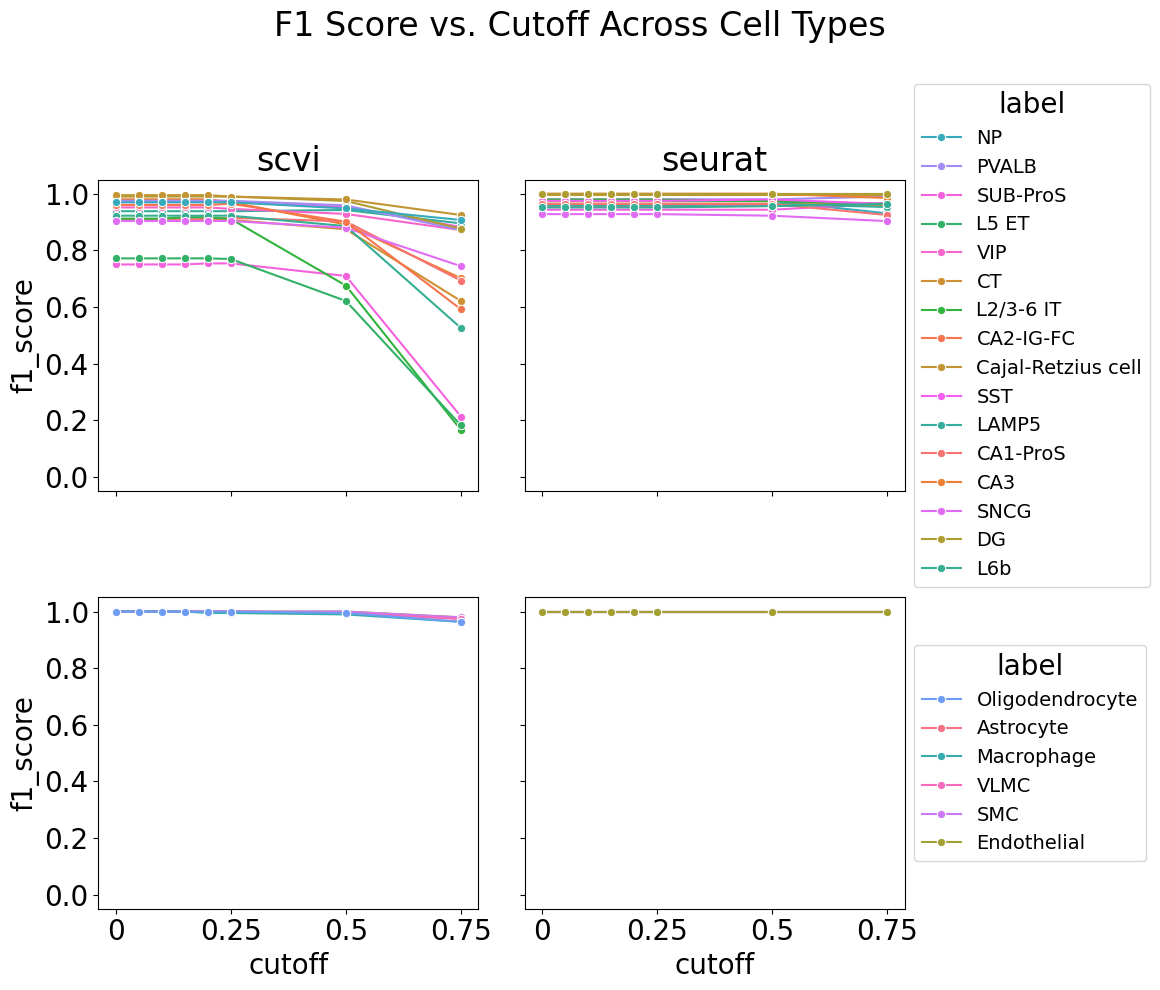 F1 Score vs. Cutoff Across Cell Types
scvi
seurat
f1_score
1.0
0.8
0.6
0.4
0.2
0.0
label
NP
PVALB
SUB-ProS
L5 ET
VIP
CT
L2/3-6 IT
CA2-IG-FC
Cajal-Retzius cell
SST
LAMP5
CA1-ProS
CA3
SNCG
DG
L6b
f1_score
1.0
0.8
0.6
0.4
0.2
0.0
0 0.25 0.5 0.75
cutoff
0 0.25 0.5 0.75
cutoff
label
Oligodendrocyte
Astrocyte
Macrophage
VLMC
SMC
Endothelial